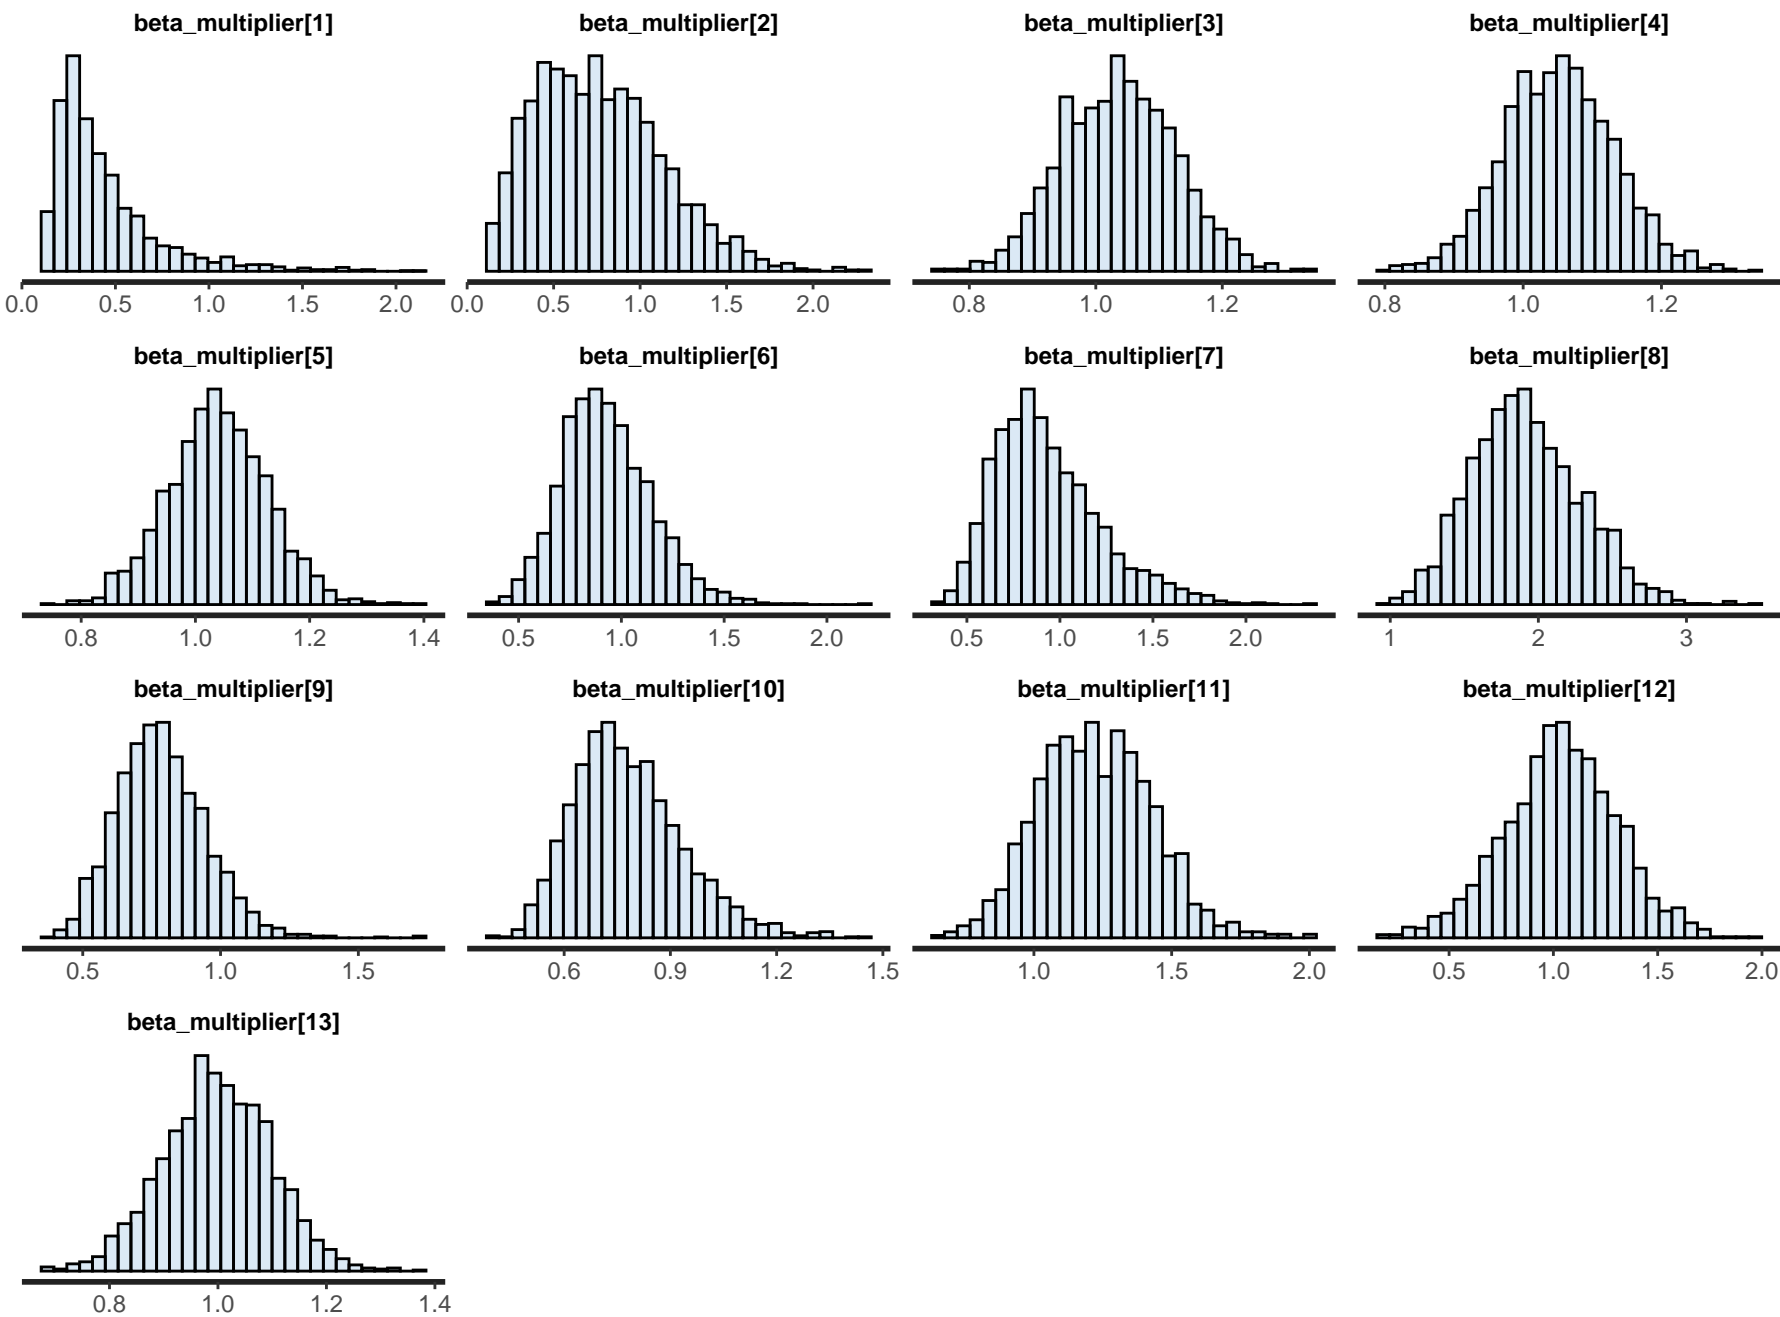 beta_multiplier[1] beta_multiplier[2] beta_multiplier[3] beta_multiplier[4]
0.0 0.5 1.0 1.5 2.0 0.0 0.5 1.0 1.5 2.0 0.8 1.0 1.2 0.8 1.0 1.2
beta_multiplier[5] beta_multiplier[6] beta_multiplier[7] beta_multiplier[8]
0.8 1.0 1.2 1.4 0.5 1.0 1.5 2.0 0.5 1.0 1.5 2.0 1 2 3
beta_multiplier[9] beta_multiplier[10] beta_multiplier[11] beta_multiplier[12]
0.5 1.0 1.5 0.6 0.9 1.2 1.5 1.0 1.5 2.0 0.5 1.0 1.5 2.0
beta_multiplier[13]
0.8 1.0 1.2 1.4